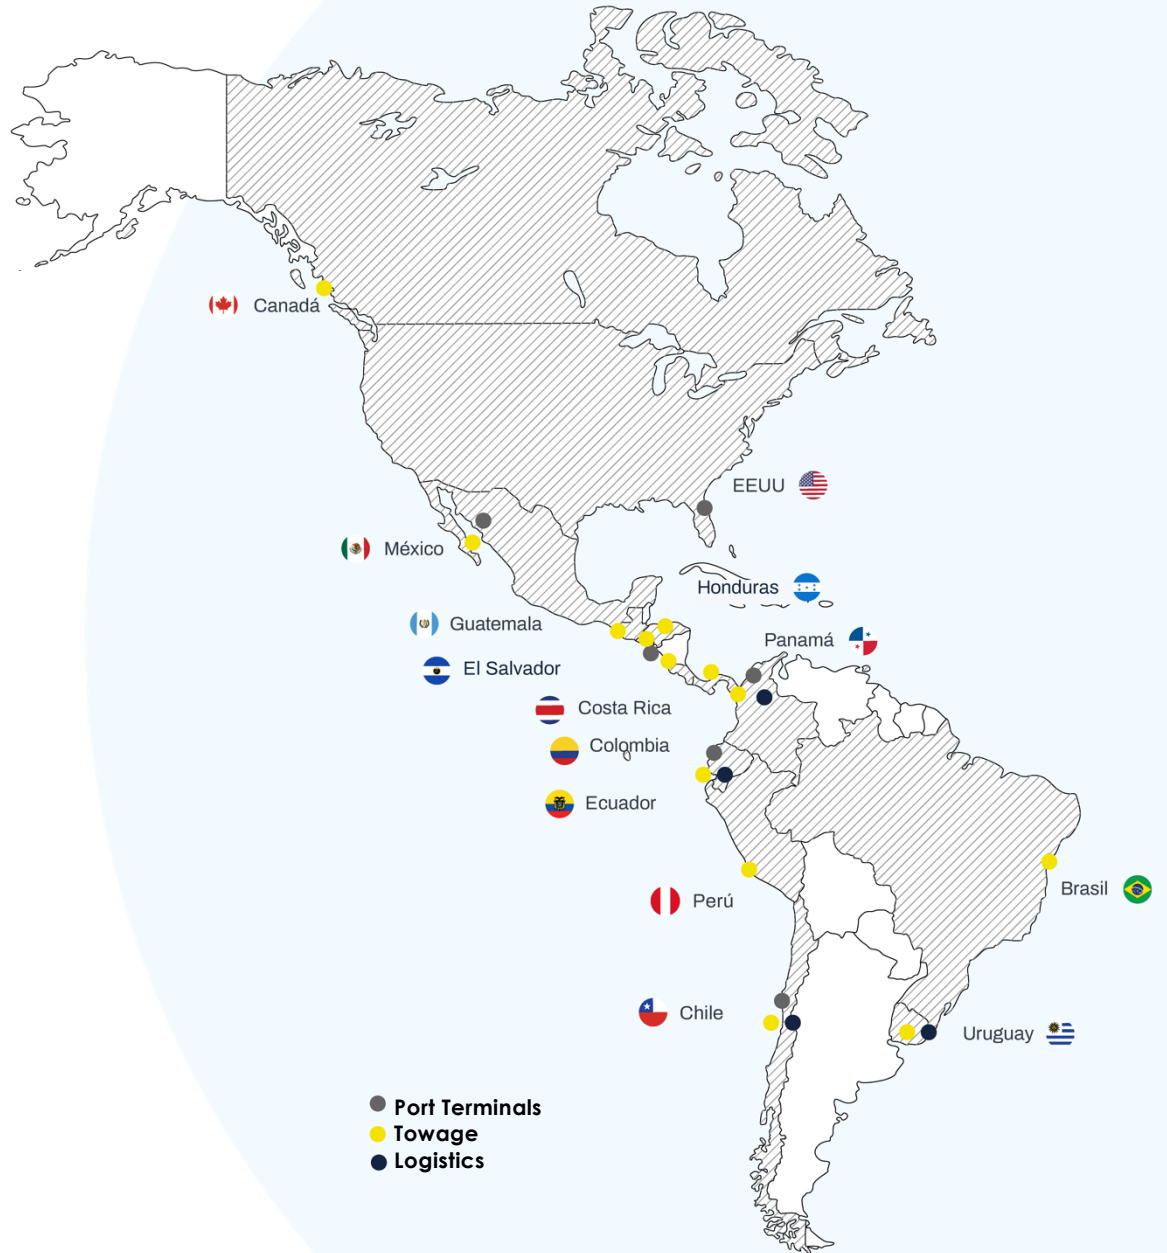 Canadá
EEUU
México
Honduras
Guatemala
Panamá
El Salvador
Costa Rica
Colombia
Ecuador
Brasil
Perú
Chile
Uruguay
Port Terminals
Towage
Logistics